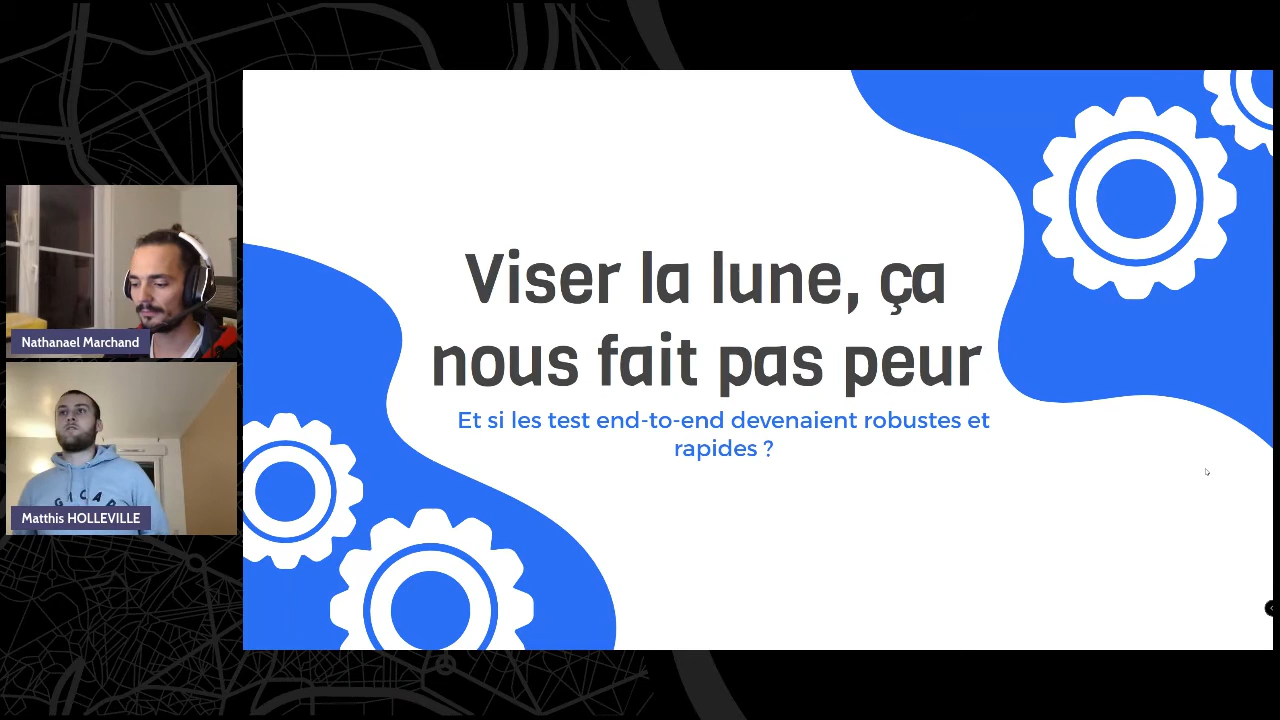 Viser la lune, ça
nous fait pas peur
Et si les test end-to-end devenaient robustes et
rapides ?
Nathanael Marchand
Matthis HOLLEVILLE